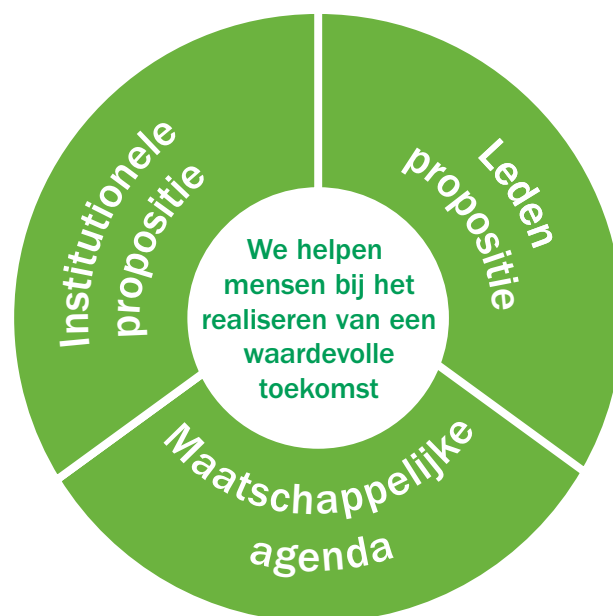 Institutionele
propositie
Leden
propositie
We helpen
mensen bij het
realiseren van een
waardevolle
toekomst
Maatschappelijke
agenda